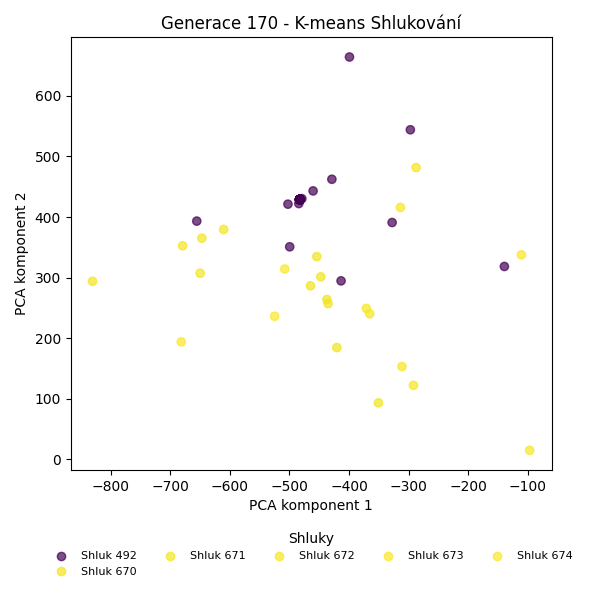 Generace 170 - K-means Shlukování
PCA komponent 2
600
500
400
300
200
100
0
−800 −700 −600 −500 −400 −300 −200 −100
PCA komponent 1
Shluky
Shluk 492 Shluk 671 Shluk 672 Shluk 673 Shluk 674
Shluk 670